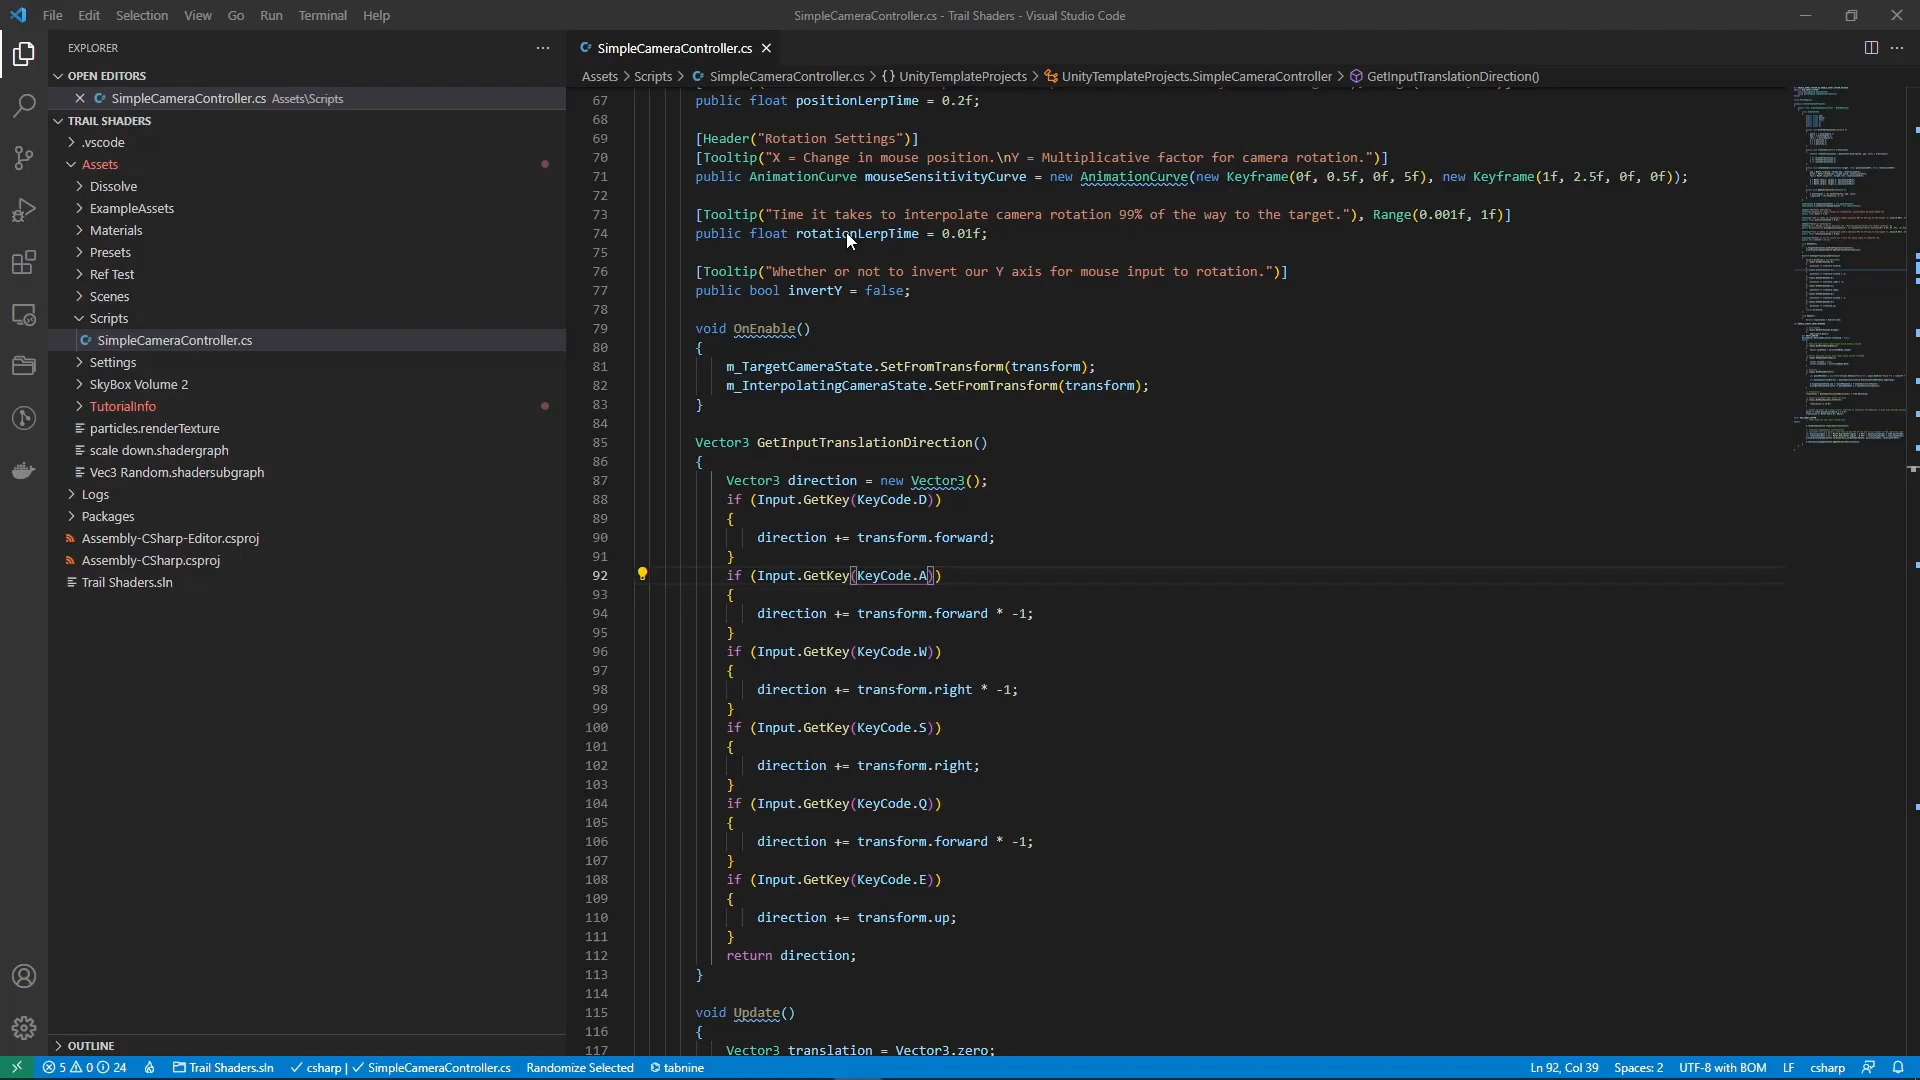 File Edit Selection View Go Run Terminal Help
SimpleCameraController.cs - Trail Shaders - Visual Studio Code
EXPLORER
OPEN EDITORS
SimpleCameraController.cs Assets\Scripts
TRAIL SHADERS
.vscode
Assets
Dissolve
ExampleAssets
Materials
Presets
Ref Test
Scenes
Scripts
SimpleCameraController.cs
Settings
SkyBox Volume 2
TutorialInfo
particles.renderTexture
scale down.shadergraph
Vec3 Random.shadersubgraph
Logs
Packages
Assembly-CSharp-Editor.csproj
Assembly-CSharp.csproj
Trail Shaders.sln
OUTLINE
SimpleCameraController.cs
Assets > Scripts > SimpleCameraController.cs > {} UnityTemplateProjects > UnityTemplateProjects.SimpleCameraController > GetInputTranslationDirection()
67 public float positionLerpTime = 0.2f;
68
69 [Header("Rotation Settings")]
70 [Tooltip("X = Change in mouse position.\nY = Multiplicative factor for camera rotation.")]
71 public AnimationCurve mouseSensitivityCurve = new AnimationCurve(new Keyframe(0f, 0.5f, 0f, 5f), new Keyframe(1f, 2.5f, 0f, 0f));
72
73 [Tooltip("Time it takes to interpolate camera rotation 99% of the way to the target."), Range(0.001f, 1f)]
74 public float rotationLerpTime = 0.01f;
75
76 [Tooltip("Whether or not to invert our Y axis for mouse input to rotation.")]
77 public bool invertY = false;
78
79 void OnEnable()
80 {
81 m_TargetCameraState.SetFromTransform(transform);
82 m_InterpolatingCameraState.SetFromTransform(transform);
83 }
84
85 Vector3 GetInputTranslationDirection()
86 {
87 Vector3 direction = new Vector3();
88 if (Input.GetKey(KeyCode.D))
89 {
90 direction += transform.forward;
91 }
92 if (Input.GetKey(KeyCode.A))
93 {
94 direction += transform.forward * -1;
95 }
96 if (Input.GetKey(KeyCode.W))
97 {
98 direction += transform.right * -1;
99 }
100 if (Input.GetKey(KeyCode.S))
101 {
102 direction += transform.right;
103 }
104 if (Input.GetKey(KeyCode.Q))
105 {
106 direction += transform.forward * -1;
107 }
108 if (Input.GetKey(KeyCode.E))
109 {
110 direction += transform.up;
111 }
112 return direction;
113 }
114
115 void Update()
116 {
117 Vector3 translation = Vector3.zero;
5 0 24 Trail Shaders.sln csharp | SimpleCameraController.cs Randomize Selected tabnine Ln 92, Col 39 Spaces: 2 UTF-8 with BOM LF csharp